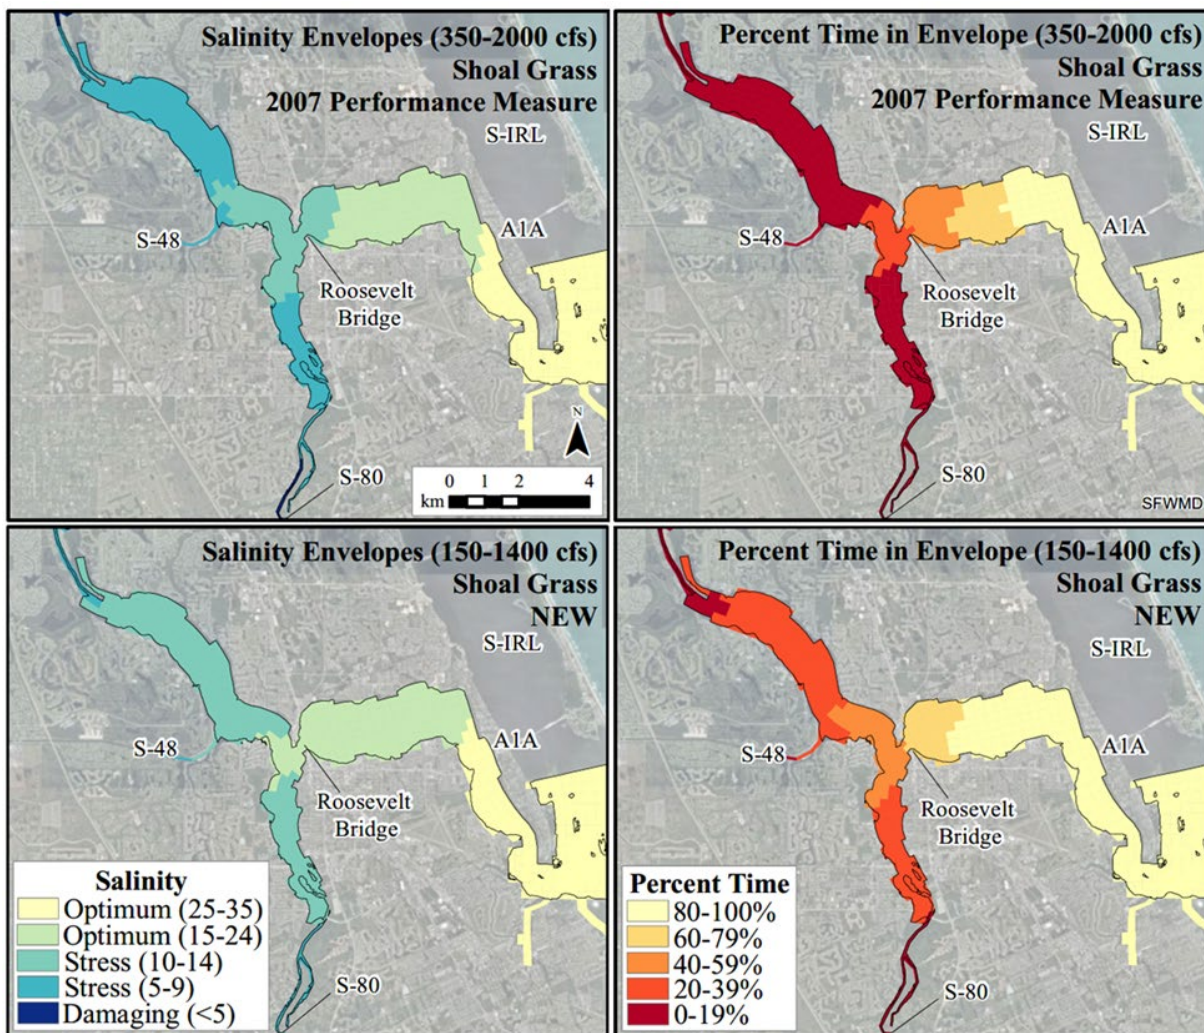 Salinity Envelopes (350-2000 cfs)
Shoal Grass
2007 Performance Measure
S-IRL
S-48
A1A
Roosevelt
Bridge
N
0 1 2 4
km
S-80
Percent Time in Envelope (350-2000 cfs)
Shoal Grass
2007 Performance Measure
S-IRL
S-48
A1A
Roosevelt
Bridge
S-80
SFWMD
Salinity Envelopes (150-1400 cfs)
Shoal Grass
NEW
S-IRL
S-48
A1A
Roosevelt
Bridge
Salinity
Optimum (25-35)
Optimum (15-24)
Stress (10-14)
Stress (5-9)
Damaging (<5)
S-80
Percent Time in Envelope (150-1400 cfs)
Shoal Grass
NEW
S-IRL
S-48
A1A
Roosevelt
Bridge
Percent Time
80-100%
60-79%
40-59%
20-39%
0-19%
S-80